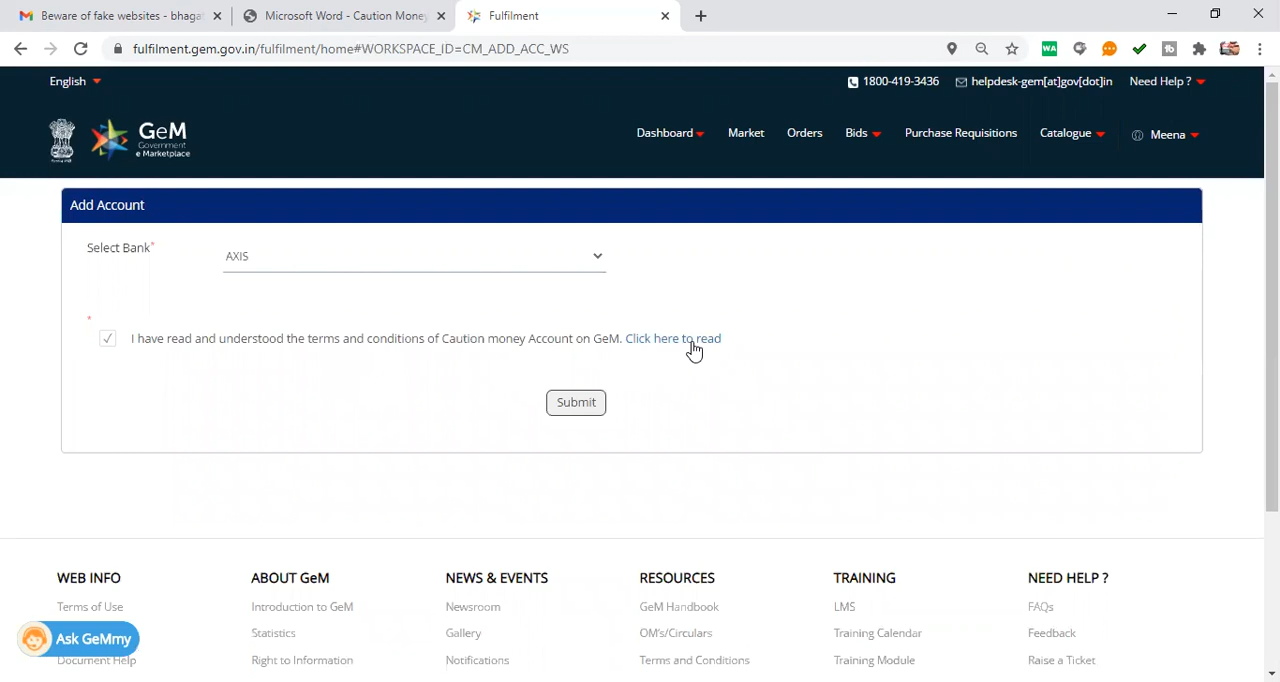 Beware of fake websites - bhagat
Microsoft Word - Caution Money
Fulfilment
fulfilment.gem.gov.in/fulfilment/home#WORKSPACE_ID=CM_ADD_ACC_WS
WA
English
1800-419-3436
helpdesk-gem[at]gov[dot]in
Need Help ?
GeM
Government
e Marketplace
Dashboard
Market
Orders
Bids
Purchase Requisitions
Catalogue
Meena
Add Account
Select Bank*
AXIS
*
I have read and understood the terms and conditions of Caution money Account on GeM. Click here to read
Submit
WEB INFO
ABOUT GeM
NEWS & EVENTS
RESOURCES
TRAINING
NEED HELP ?
Terms of Use
Introduction to GeM
Newsroom
GeM Handbook
LMS
FAQs
Ask GeMmy
Statistics
Gallery
OM's/Circulars
Training Calendar
Feedback
Document Help
Right to Information
Notifications
Terms and Conditions
Training Module
Raise a Ticket